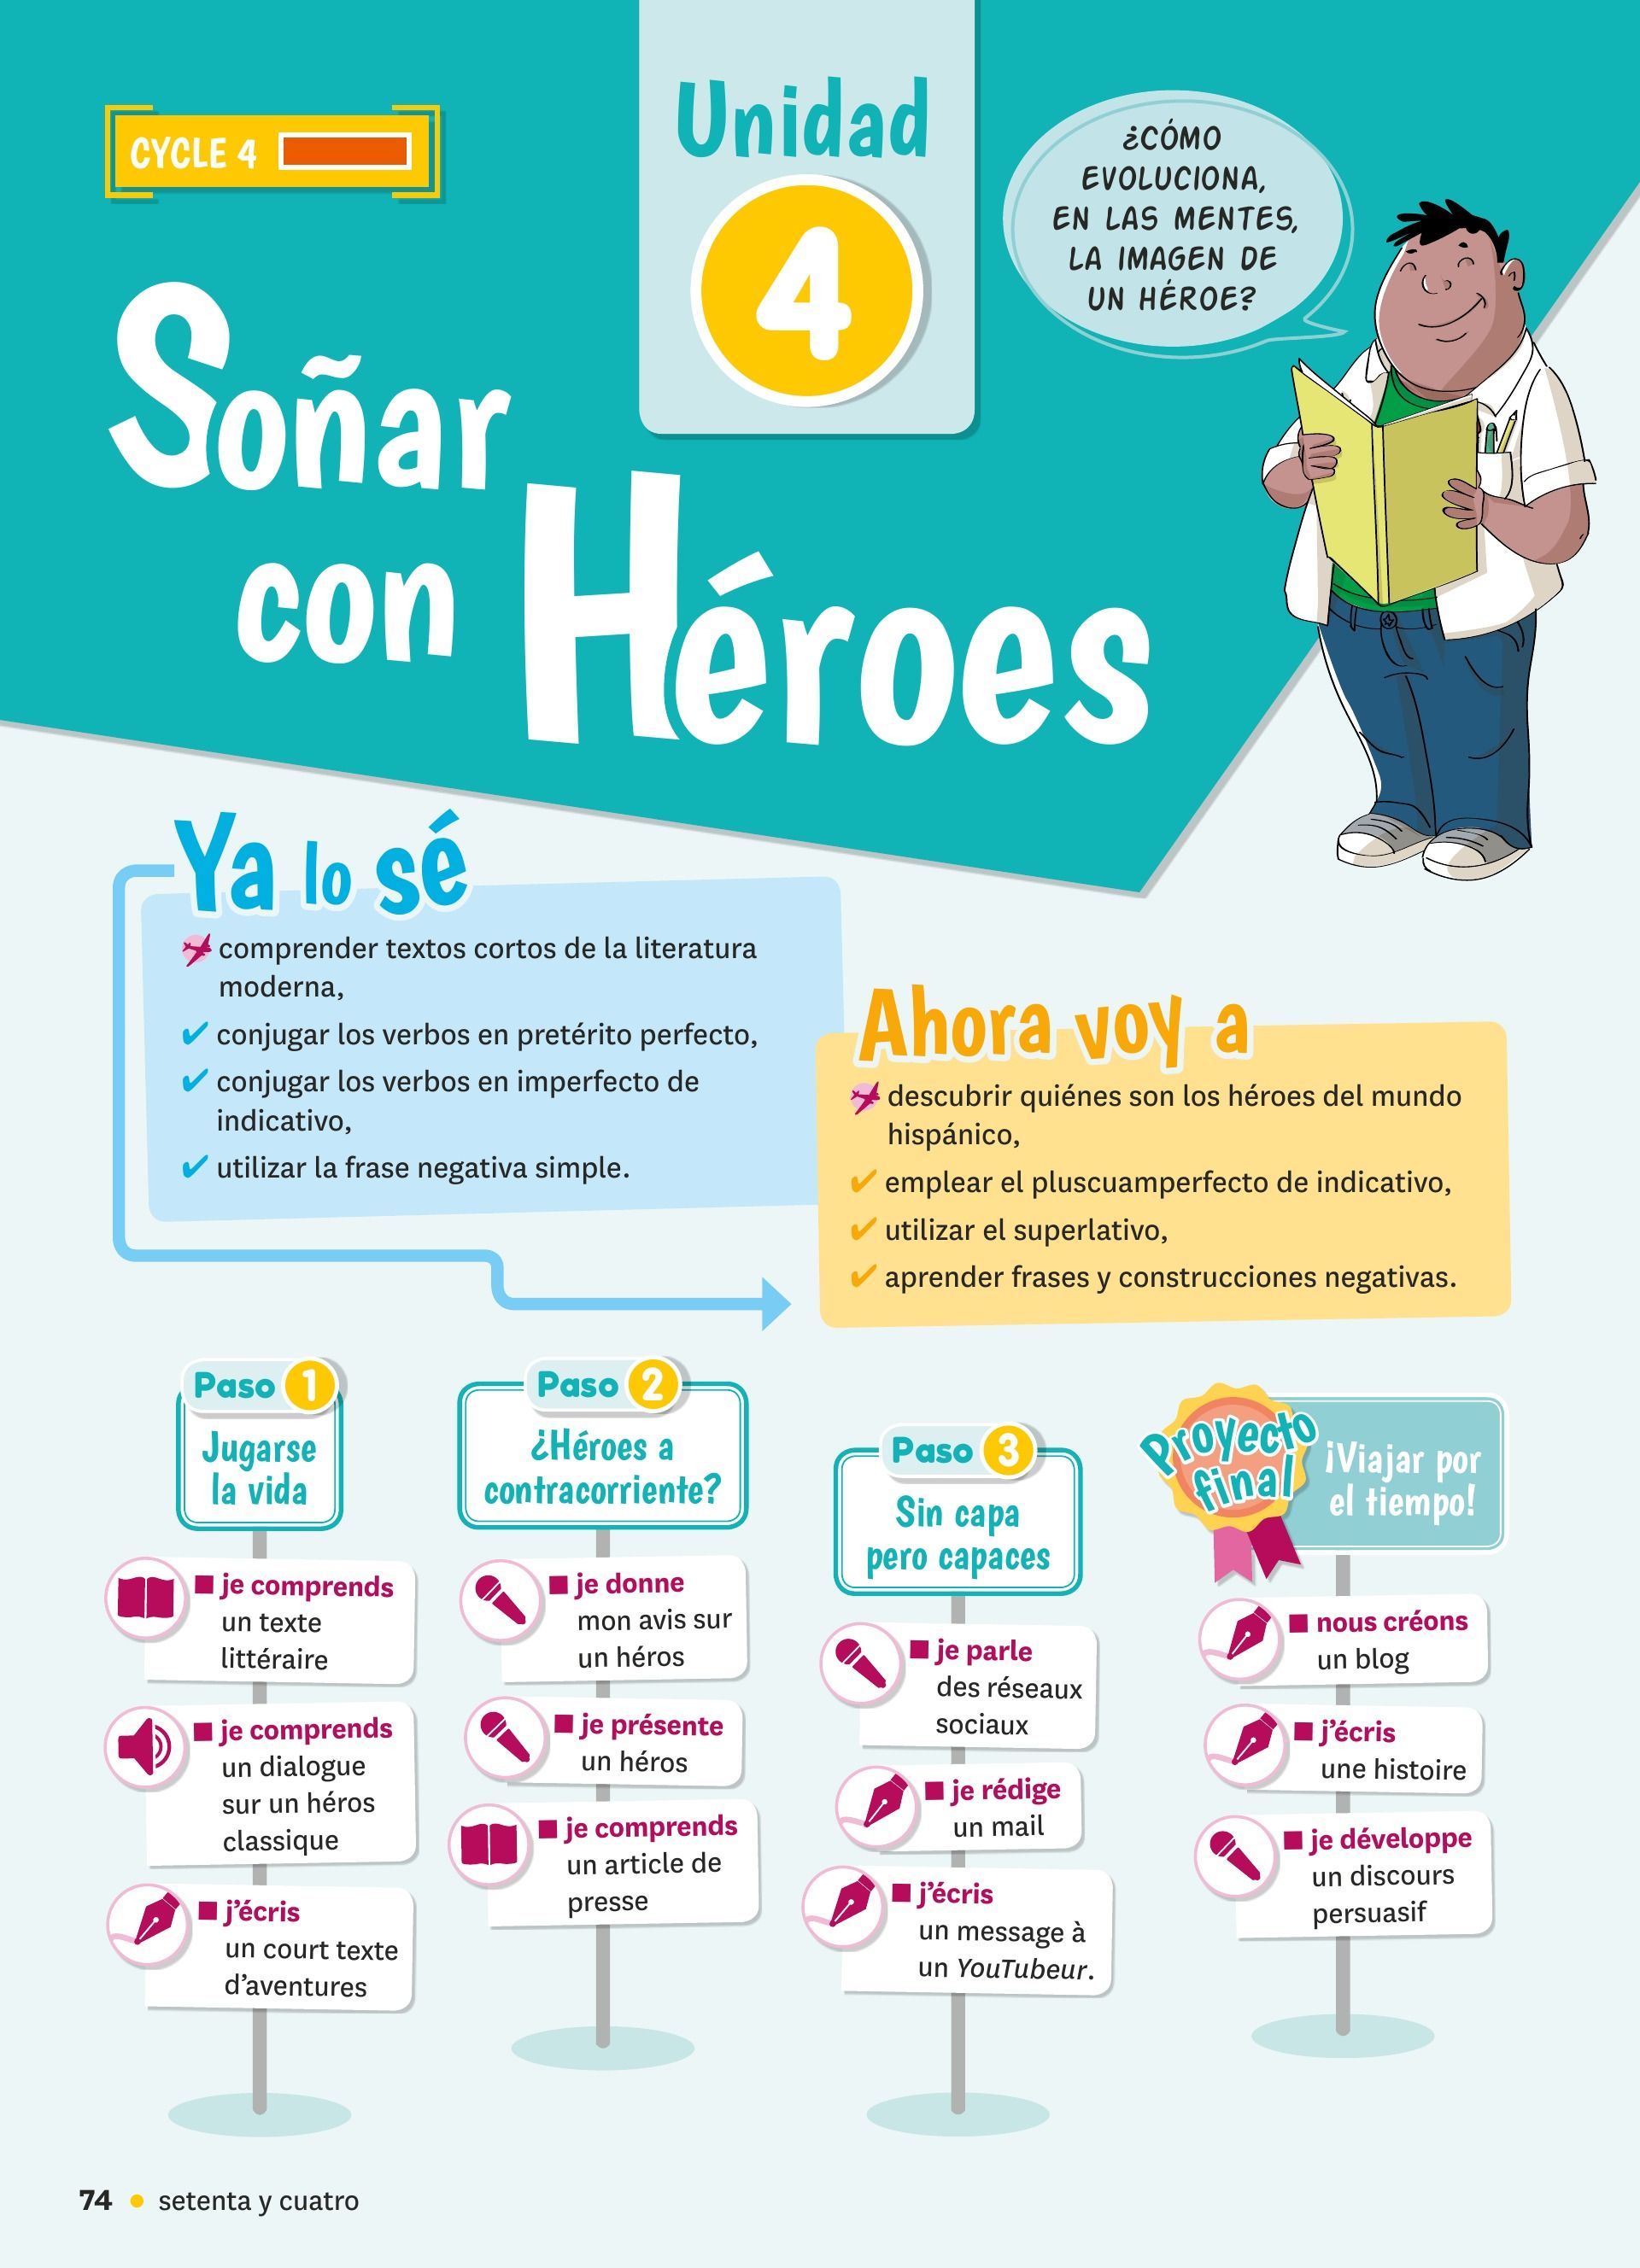 CYCLE 4
Unidad
4
¿CÓMO
EVOLUCIONA,
EN LAS MENTES,
LA IMAGEN DE
UN HÉROE?
Soñar
con Héroes
Ya lo sé
comprender textos cortos de la literatura
moderna,
✔ conjugar los verbos en pretérito perfecto,
✔ conjugar los verbos en imperfecto de
indicativo,
✔ utilizar la frase negativa simple.
Ahora voy a
descubrir quiénes son los héroes del mundo
hispánico,
✔ emplear el pluscuamperfecto de indicativo,
✔ utilizar el superlativo,
✔ aprender frases y construcciones negativas.
Paso 1
Jugarse
la vida
■ je comprends
un texte
littéraire
■ je comprends
un dialogue
sur un héros
classique
■ j'écris
un court texte
d'aventures
Paso 2
¿Héroes a
contracorriente?
■ je donne
mon avis sur
un héros
■ je présente
un héros
■ je comprends
un article de
presse
Paso 3
Sin capa
pero capaces
■ je parle
des réseaux
sociaux
■ je rédige
un mail
■ j'écris
un message à
un YouTubeur.
Proyecto
final
¡Viajar por
el tiempo!
■ nous créons
un blog
■ j'écris
une histoire
■ je développe
un discours
persuasif
74 • setenta y cuatro